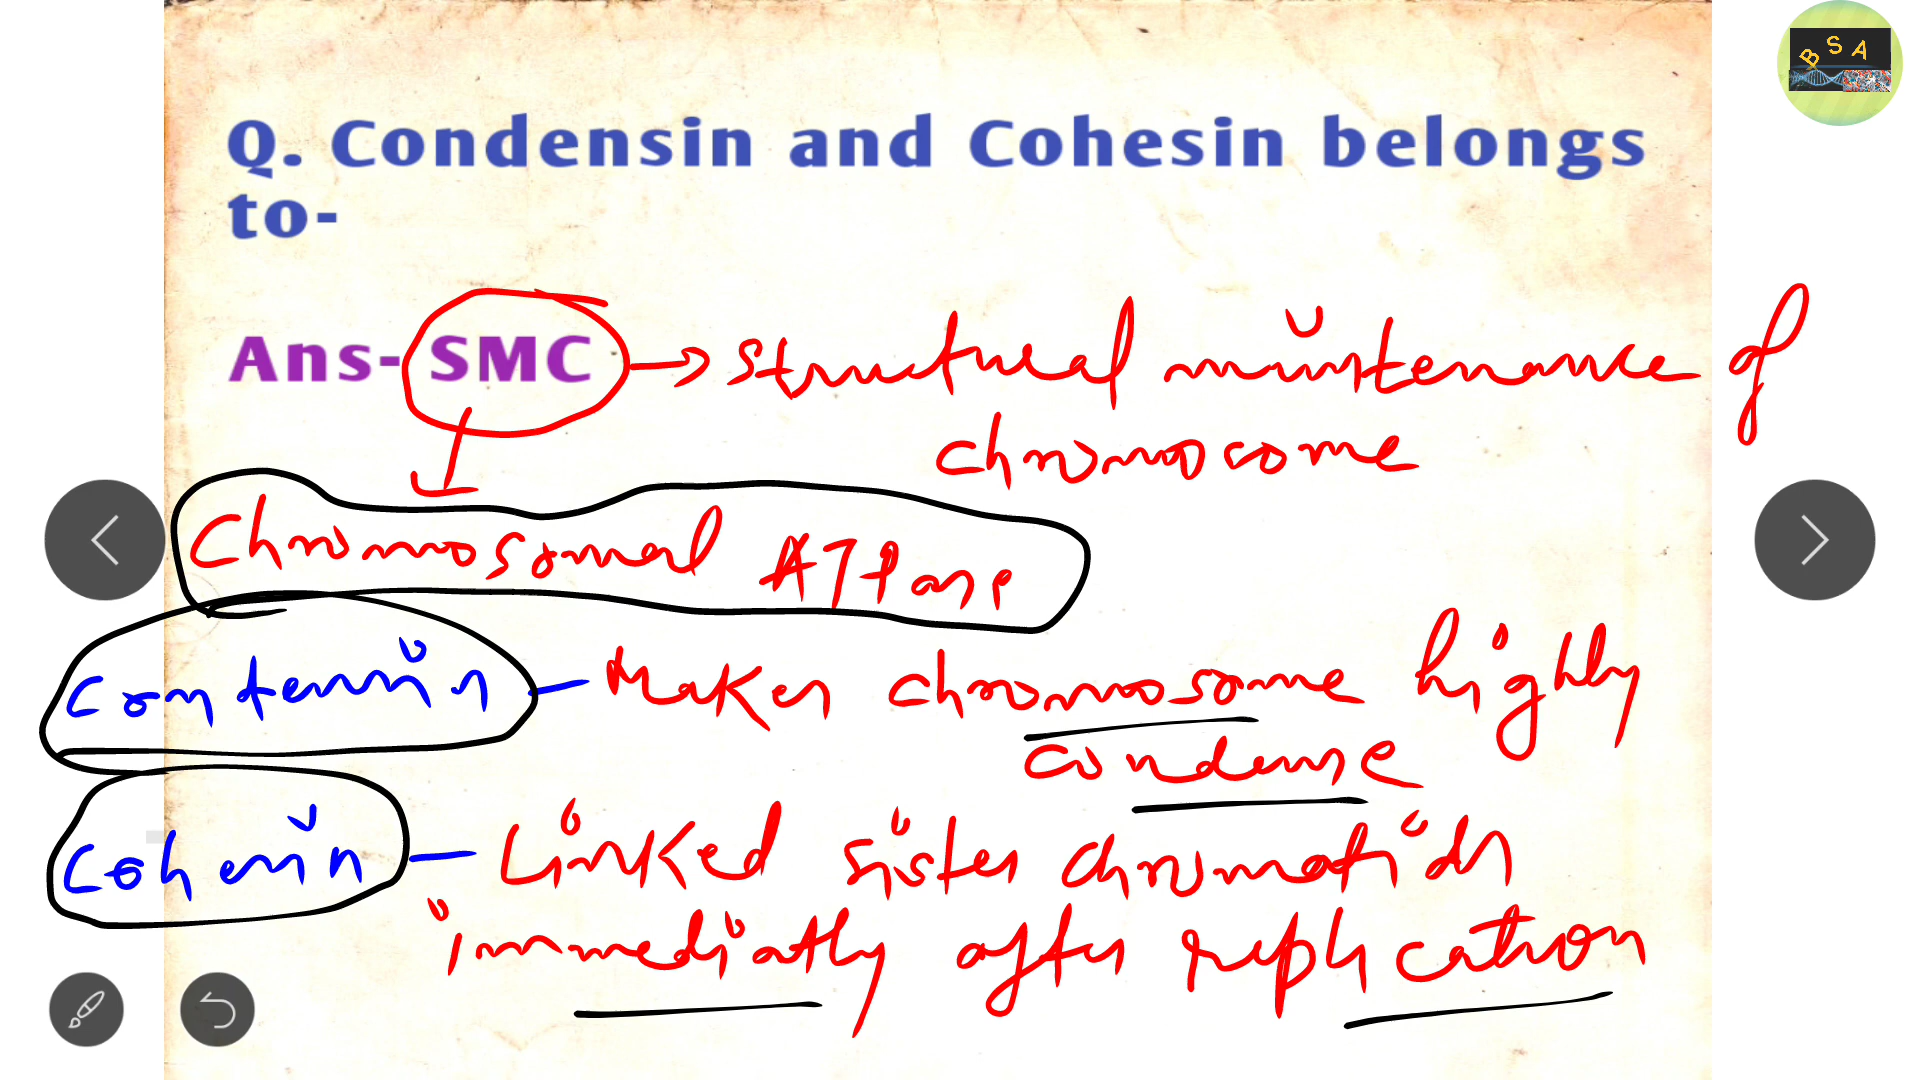 BSA
Q. Condensin and Cohesin belongs
to-
Ans- SMC → structural maintenance of
chromosome
Chromosomal ATPase
Condensin - Makes chromosome highly
condense
Cohesin - Linked sister chromatids
immediatly after replication